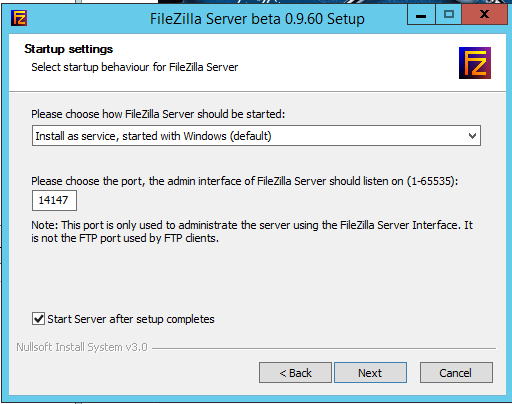 FileZilla Server beta 0.9.60 Setup
Startup settings
Select startup behaviour for FileZilla Server
Please choose how FileZilla Server should be started:
Install as service, started with Windows (default)
Please choose the port, the admin interface of FileZilla Server should listen on (1-65535):
14147
Note: This port is only used to administrate the server using the FileZilla Server Interface. It
is not the FTP port used by FTP clients.
Start Server after setup completes
Nullsoft Install System v3.0
< Back Next Cancel